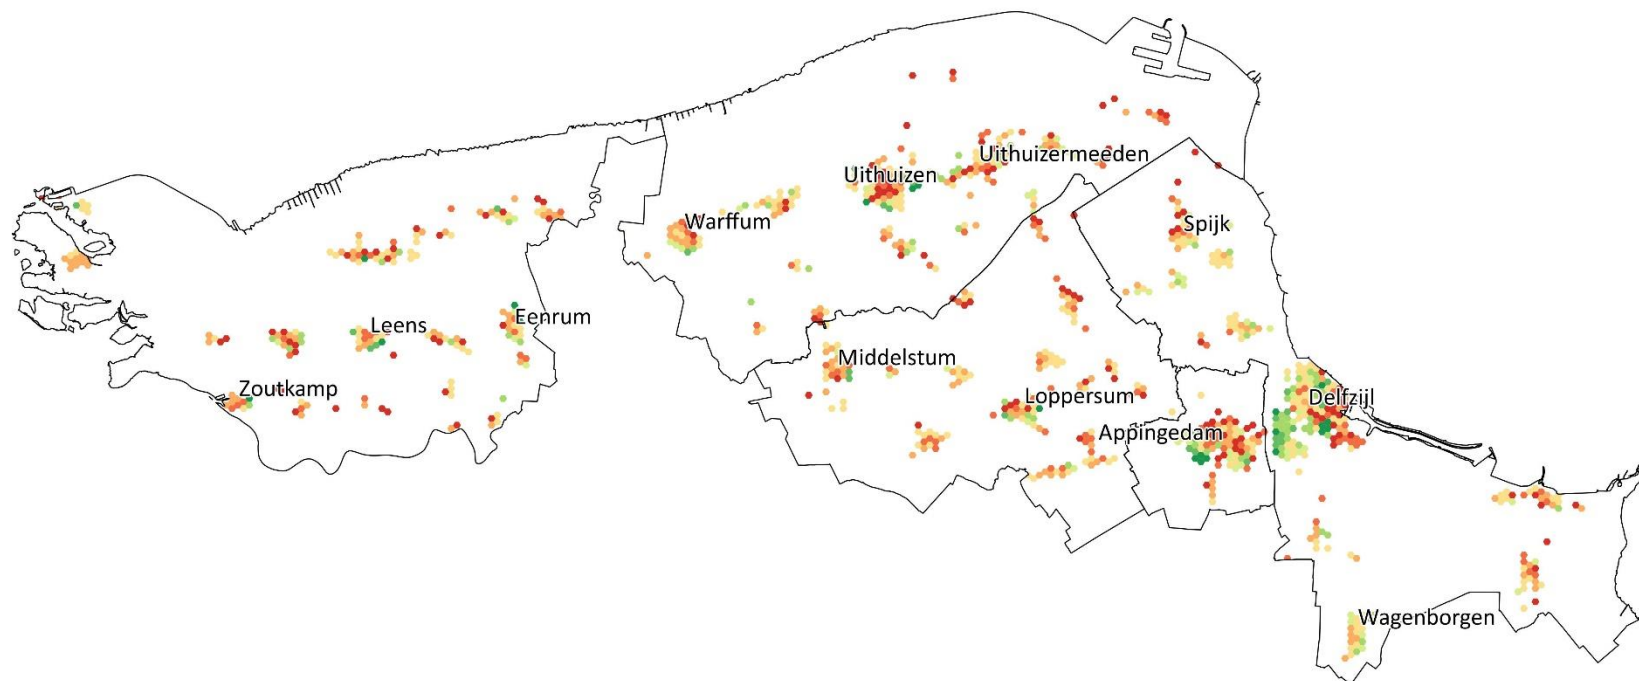 Uithuizermeeden
Uithuizen
Warffum
Spijk
Leens
Eenrum
Middelstum
Zoutkamp
Loppersum
Delfzijl
Appingedam
Wagenborgen